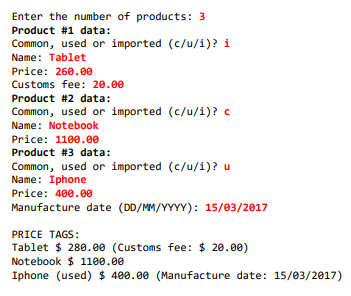 Enter the number of products: 3
Product #1 data:
Common, used or imported (c/u/i)? i
Name: Tablet
Price: 260.00
Customs fee: 20.00
Product #2 data:
Common, used or imported (c/u/i)? c
Name: Notebook
Price: 1100.00
Product #3 data:
Common, used or imported (c/u/i)? u
Name: Iphone
Price: 400.00
Manufacture date (DD/MM/YYYY): 15/03/2017
PRICE TAGS:
Tablet $ 280.00 (Customs fee: $ 20.00)
Notebook $ 1100.00
Iphone (used) $ 400.00 (Manufacture date: 15/03/2017)